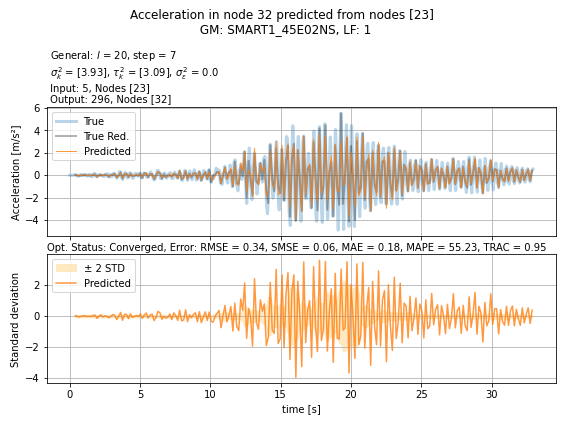 Acceleration in node 32 predicted from nodes [23]
GM: SMART1_45E02NS, LF: 1
General: l = 20, step = 7
σ²ₖ = [3.93], τ²ₖ = [3.09], σ²ε = 0.0
Input: 5, Nodes [23]
Output: 296, Nodes [32]
Acceleration [m/s²]
6
4
2
0
−2
−4
True
True Red.
Predicted
Opt. Status: Converged, Error: RMSE = 0.34, SMSE = 0.06, MAE = 0.18, MAPE = 55.23, TRAC = 0.95
Standard deviation
2
0
−2
−4
± 2 STD
Predicted
0 5 10 15 20 25 30
time [s]